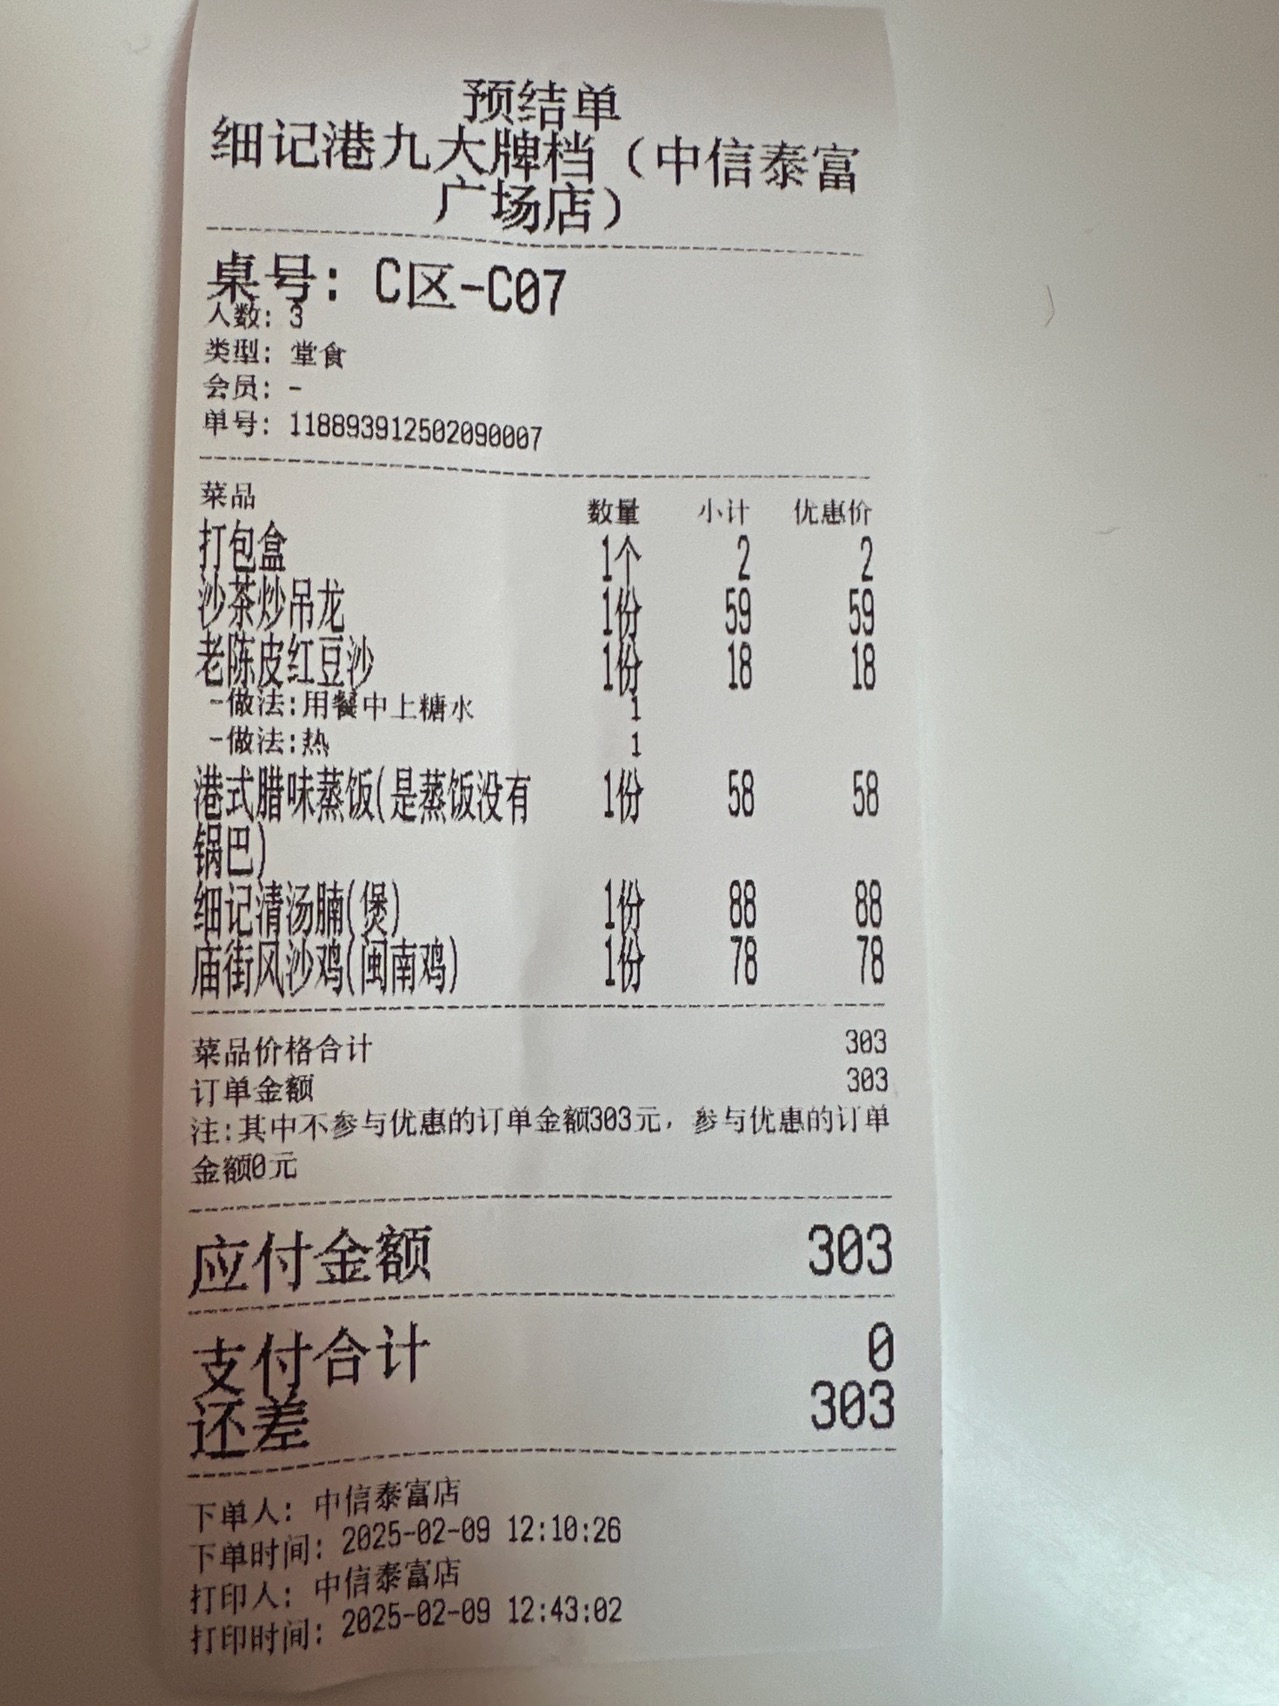 预结单
细记港九大牌档（中信泰富
广场店）
桌号: C区-C07
人数: 3
类型: 堂食
会员: -
单号: 118893912502090007
菜品 数量 小计 优惠价
打包盒 1个 2 2
沙茶炒吊龙 1份 59 59
老陈皮红豆沙 1份 18 18
-做法:用餐中上糖水 1
-做法:热 1
港式腊味蒸饭(是蒸饭没有 1份 58 58
锅巴)
细记清汤腩(煲) 1份 88 88
庙街风沙鸡(闽南鸡) 1份 78 78
菜品价格合计 303
订单金额 303
注:其中不参与优惠的订单金额303元，参与优惠的订单
金额0元
应付金额 303
支付合计 0
还差 303
下单人: 中信泰富店
下单时间: 2025-02-09 12:10:26
打印人: 中信泰富店
打印时间: 2025-02-09 12:43:02